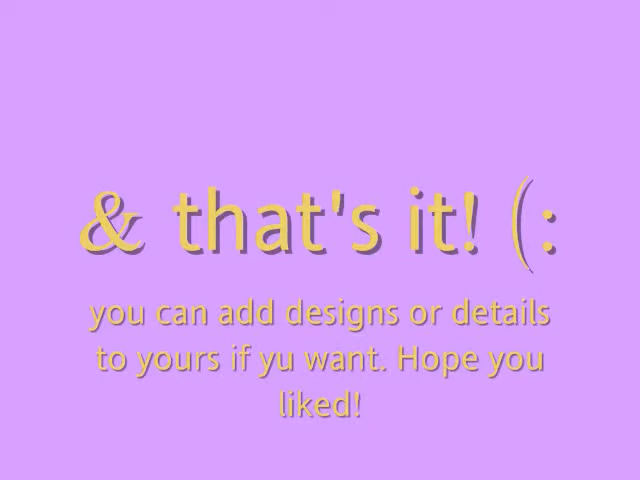 & that's it! (:
you can add designs or details
to yours if yu want. Hope you
liked!